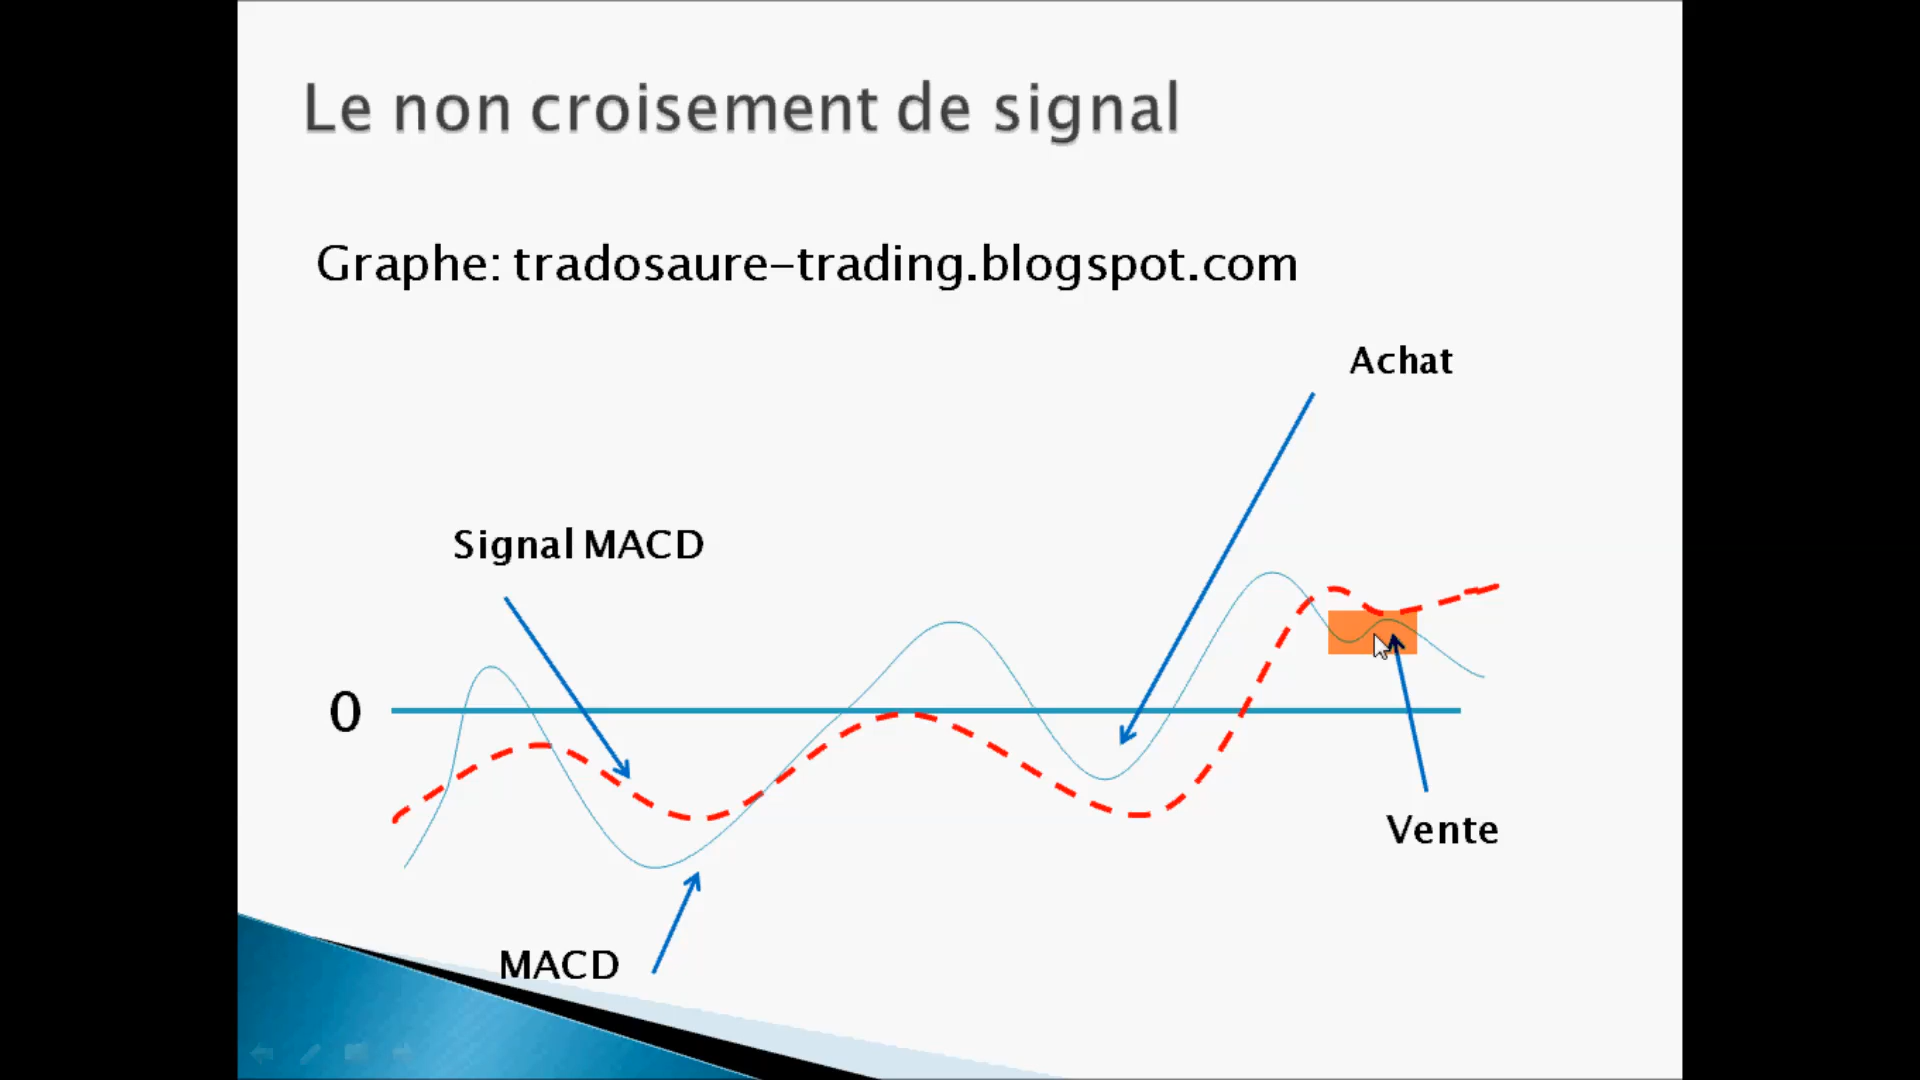 Le non croisement de signal
Graphe: tradosaure-trading.blogspot.com
Achat
Signal MACD
0
Vente
MACD